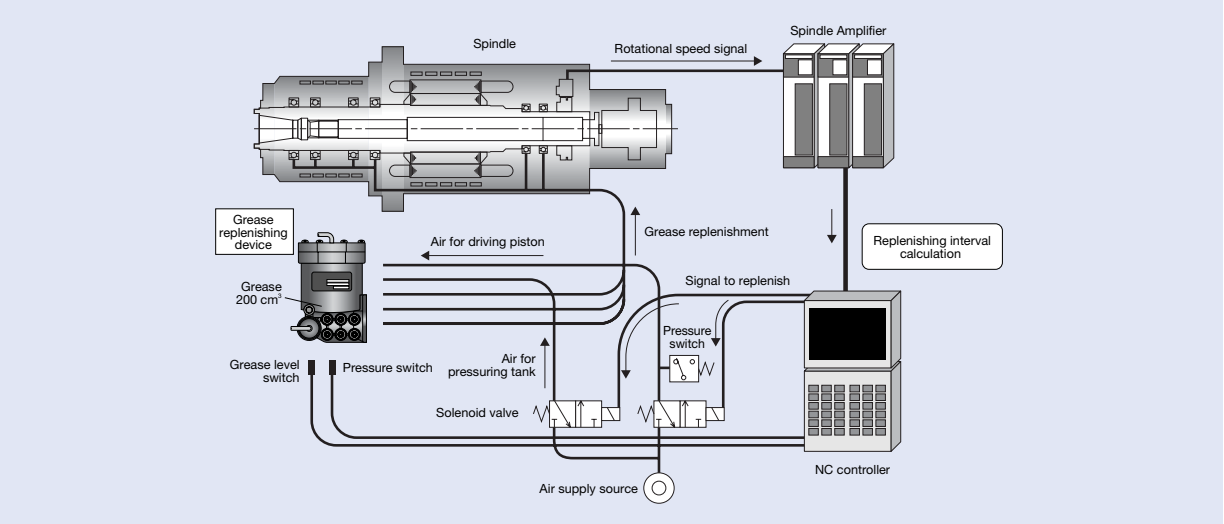 Spindle
Rotational speed signal
Spindle Amplifier
Grease
replenishing
device
Air for driving piston
Grease replenishment
Replenishing interval
calculation
Grease
200 cm³
Signal to replenish
Pressure
switch
Grease level
switch
Pressure switch
Air for
pressuring tank
Solenoid valve
NC controller
Air supply source